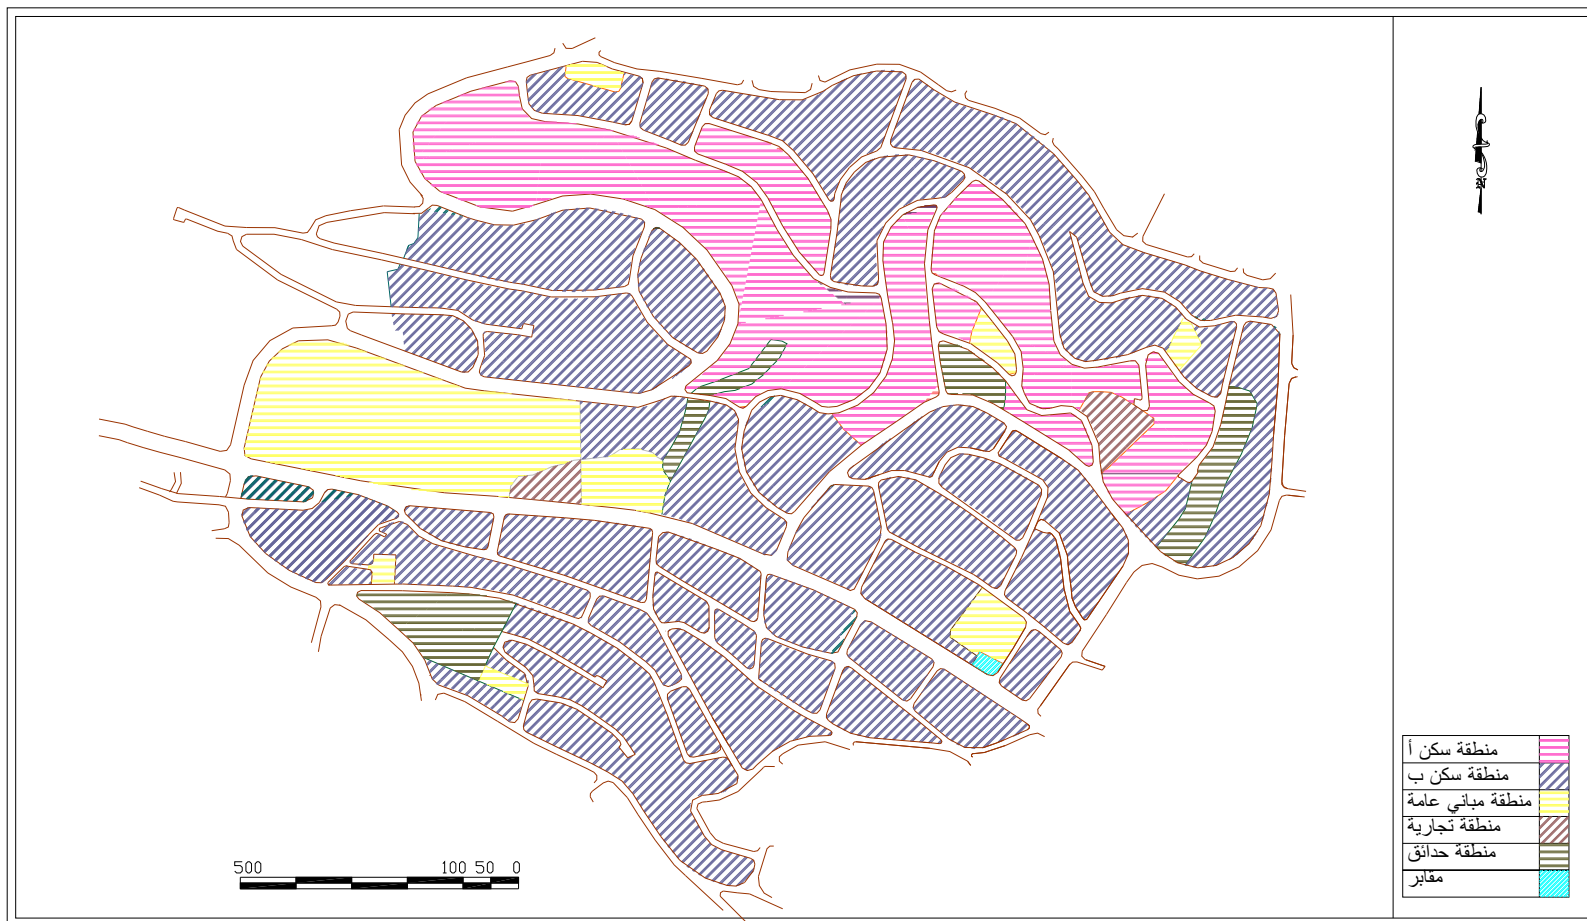 منطقة سكن أ
منطقة سكن ب
منطقة مباني عامة
منطقة تجارية
منطقة حدائق
مقابر
500 100 50 0